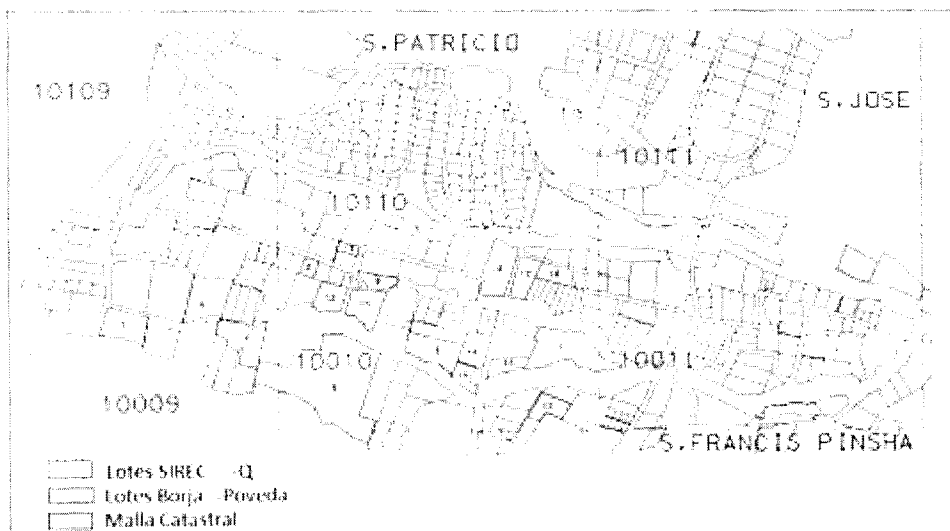 S.PATRICIO
10109
S.JOSE
10111
10110
10010
10011
10009
S.FRANCIS PINSHA
Lotes SIREC -Q
Lotes Borja -Poveda
Malla Catastral